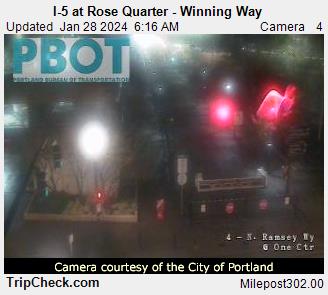 I-5 at Rose Quarter - Winning Way
Updated Jan 28 2024 6:16 AM Camera 4
PBOT
PORTLAND BUREAU OF TRANSPORTATION
4 - N. Ramsey Wy
@ One Ctr
Camera courtesy of the City of Portland
TripCheck.com Milepost302.00